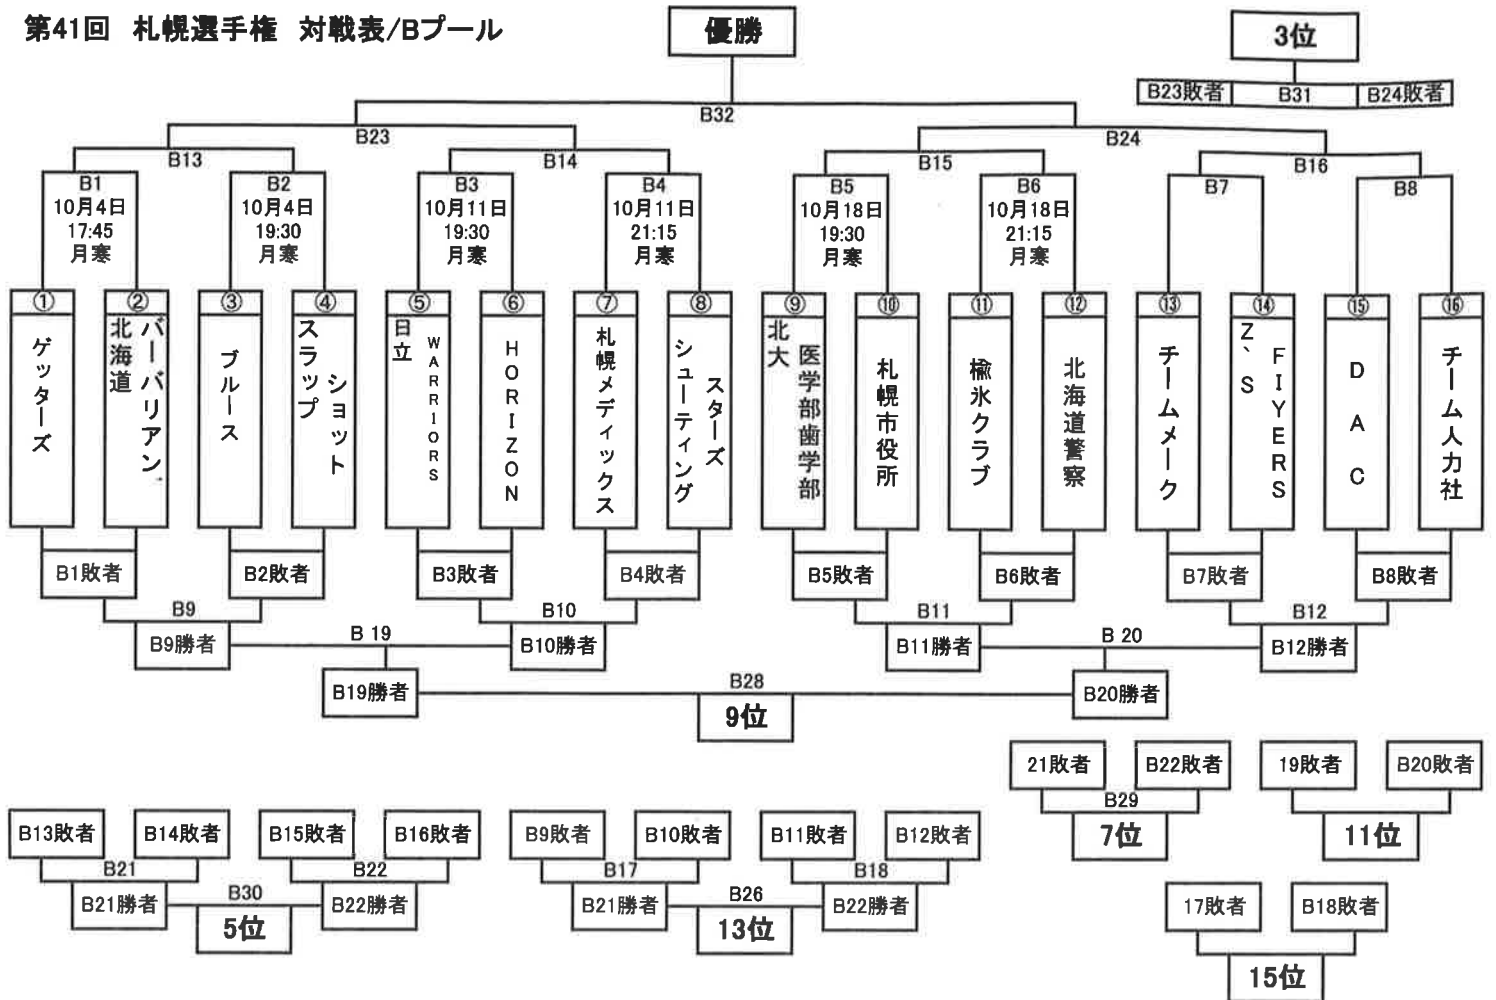 第41回 札幌選手権 対戦表/Bプール
優勝
3位
B23敗者 B31 B24敗者
B32
B23
B24
B13
B14
B15
B16
B1
10月4日
17:45
月寒
B2
10月4日
19:30
月寒
B3
10月11日
19:30
月寒
B4
10月11日
21:15
月寒
B5
10月18日
19:30
月寒
B6
10月18日
21:15
月寒
B7
B8
①
ゲッターズ
②
北海道
バーバリアン
③
ブルース
④
スラップ
ショット
⑤
日立
WARRIORS
⑥
HORIZON
⑦
札幌メディックス
⑧
シューティング
スターズ
⑨
北大
医学部歯学部
⑩
札幌市役所
⑪
楡氷クラブ
⑫
北海道警察
⑬
チームメーク
⑭
Z`S
FIYERS
⑮
DAC
⑯
チーム人力社
B1敗者 B2敗者 B3敗者 B4敗者 B5敗者 B6敗者 B7敗者 B8敗者
B9 B10 B11 B12
B9勝者 B 19 B10勝者 B11勝者 B 20 B12勝者
B19勝者 B28 B20勝者
9位
21敗者 B22敗者
B29
7位
19敗者 B20敗者
11位
B13敗者 B14敗者 B15敗者 B16敗者
B21 B22
B21勝者 B30 B22勝者
5位
B9敗者 B10敗者 B11敗者 B12敗者
B17 B18
B21勝者 B26 B22勝者
13位
17敗者 B18敗者
15位